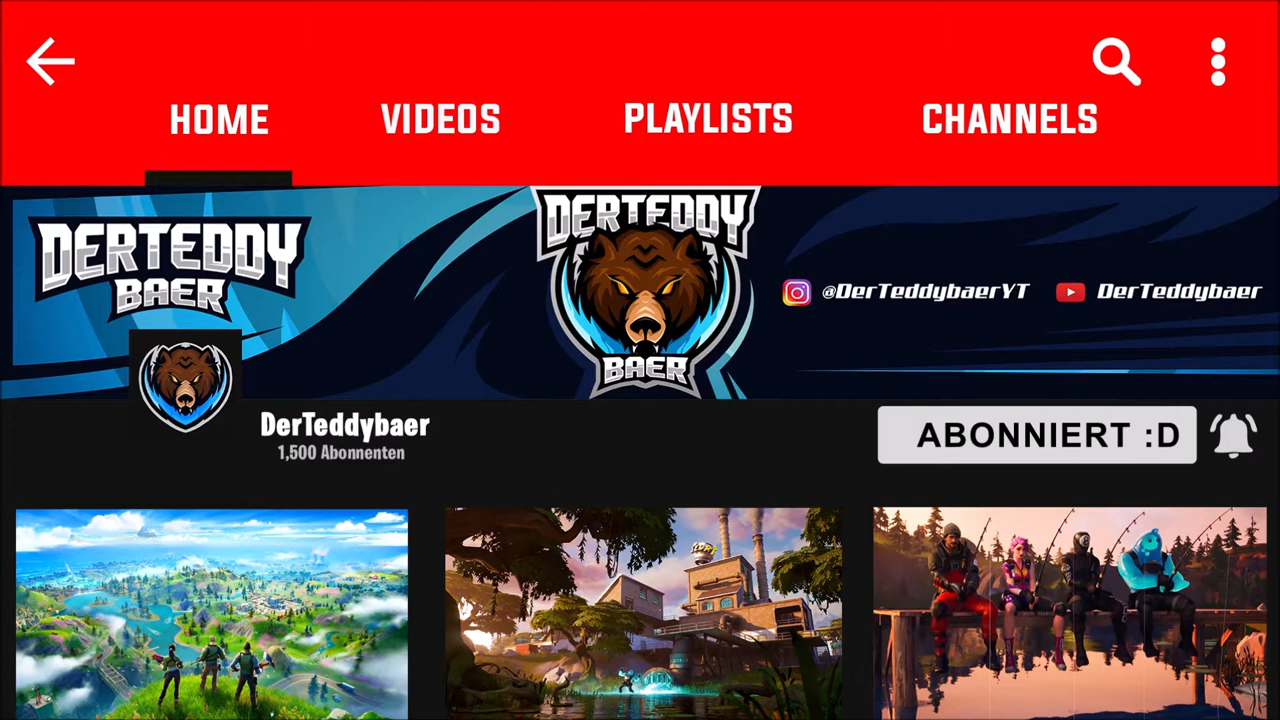 HOME VIDEOS PLAYLISTS CHANNELS
DERTEDDY
BAER
DERTEDDY
BAER
@DerTeddybaerYT DerTeddybaer
DerTeddybaer
1,500 Abonnenten
ABONNIERT :D